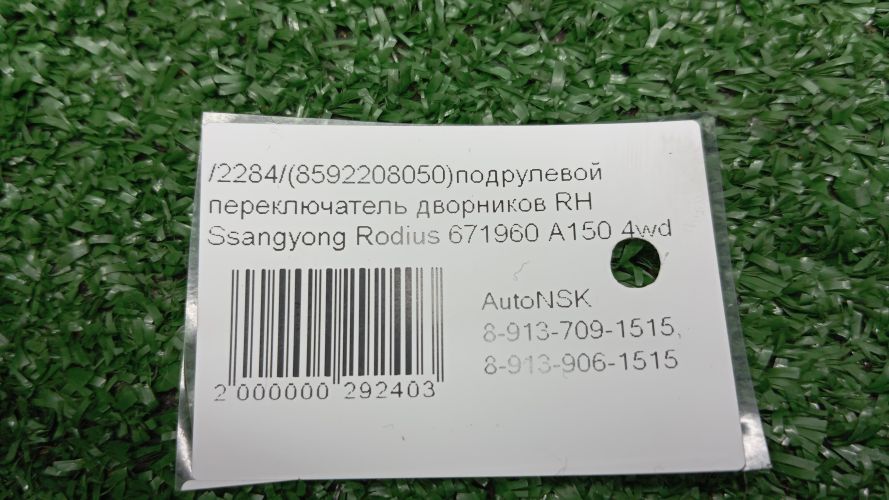 /2284/(8592208050)подрулевой
переключатель дворников RH
Ssangyong Rodius 671960 A150 4wd
AutoNSK
8-913-709-1515,
8-913-906-1515
2 000000 292403